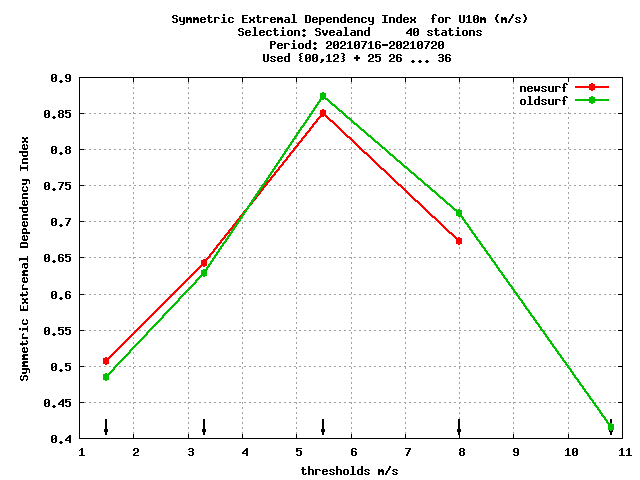 Symmetric Extremal Dependency Index  for U10m (m/s)
Selection: Svealand     40 stations
Period: 20210716-20210720
Used {00,12} + 25 26 ... 36
newsurf
oldsurf
Symmetric Extremal Dependency Index
0.9
0.85
0.8
0.75
0.7
0.65
0.6
0.55
0.5
0.45
0.4
1 2 3 4 5 6 7 8 9 10 11
thresholds m/s